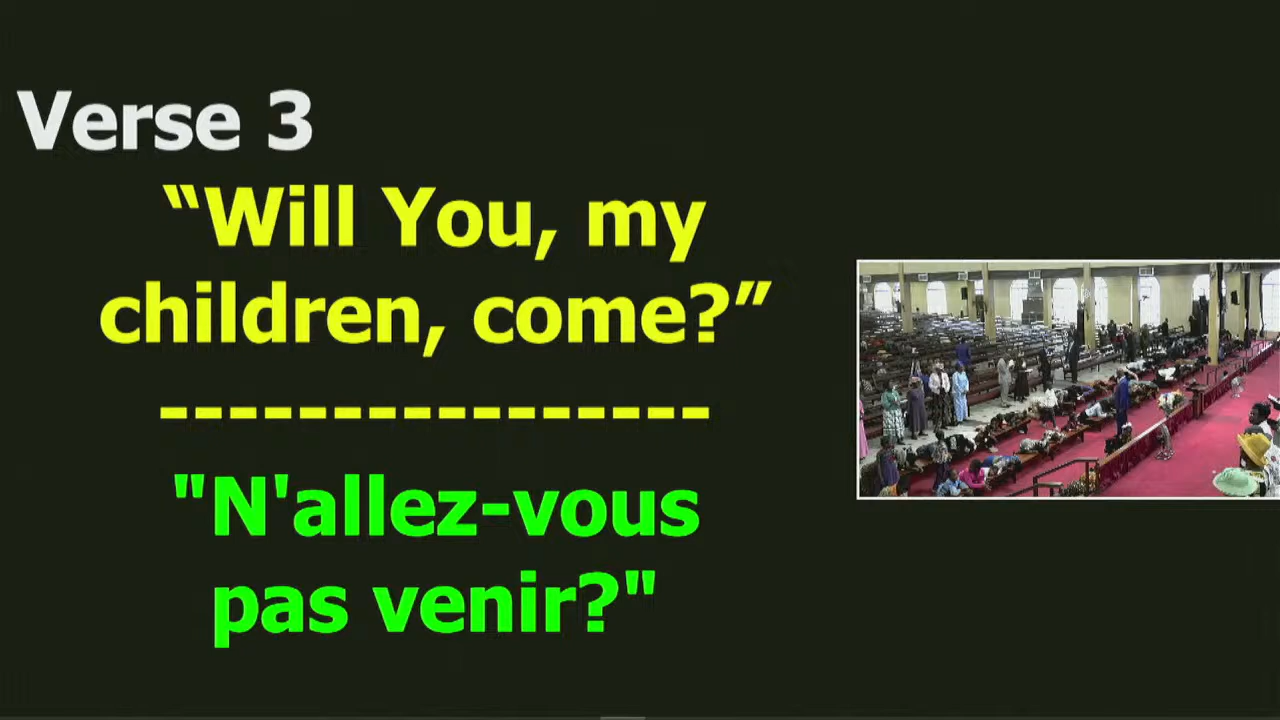 Verse 3
“Will You, my
children, come?”
----------------
"N'allez-vous
pas venir?"